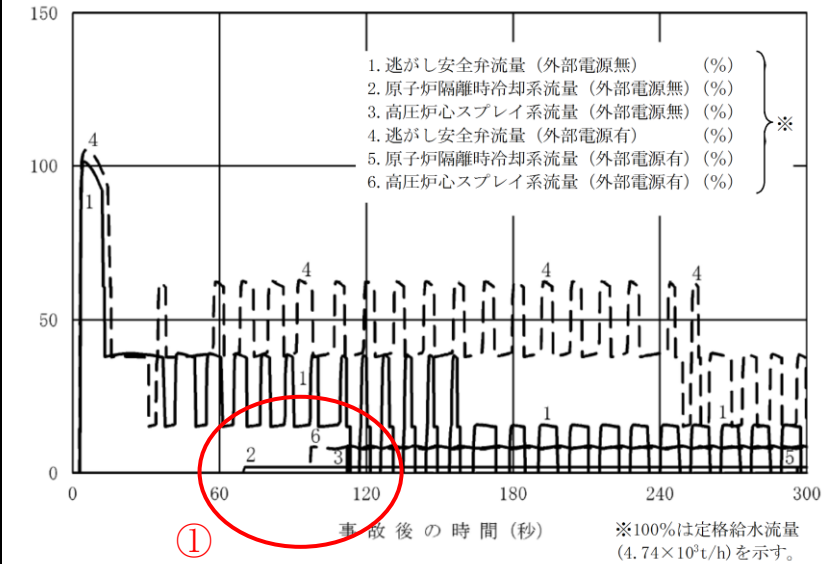 150
100
50
0
0
60
120
180
240
300
1. 逃がし安全弁流量（外部電源無） (%)
2. 原子炉隔離時冷却系流量（外部電源無）(%)
3. 高圧炉心スプレイ系流量（外部電源無）(%)
4. 逃がし安全弁流量（外部電源有） (%)
5. 原子炉隔離時冷却系流量（外部電源有）(%)
6. 高圧炉心スプレイ系流量（外部電源有）(%)
※
4
1
4
4
4
1
1
1
2
6
3
5
①
事故後の時間（秒）
※100%は定格給水流量
(4.74×10³t/h)を示す。